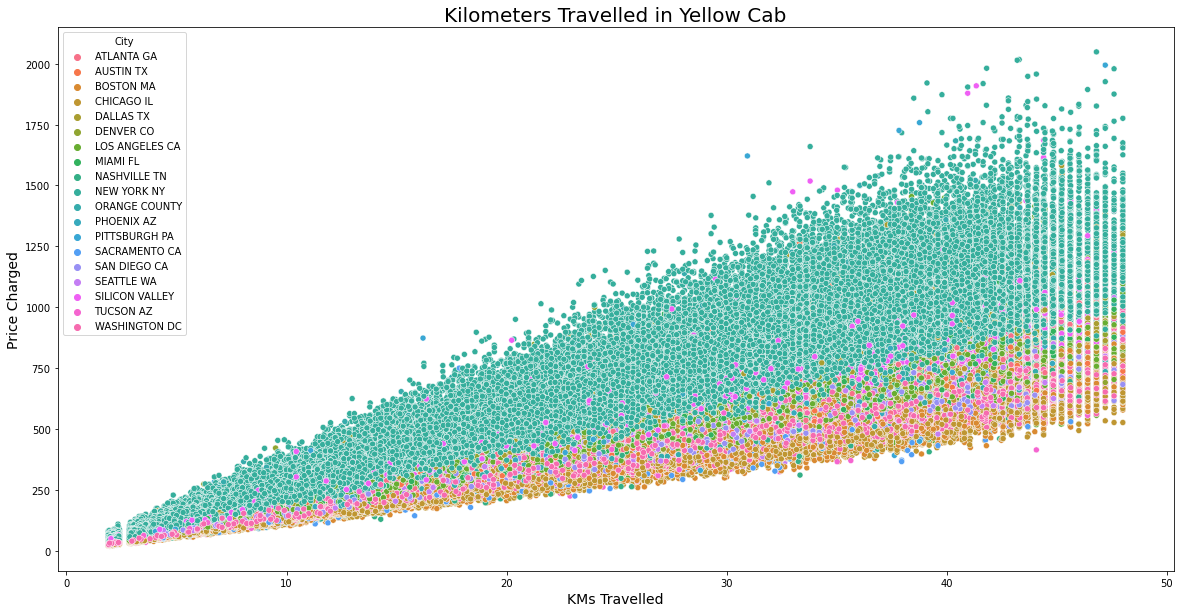 Kilometers Travelled in Yellow Cab
City
ATLANTA GA
AUSTIN TX
BOSTON MA
CHICAGO IL
DALLAS TX
DENVER CO
LOS ANGELES CA
MIAMI FL
NASHVILLE TN
NEW YORK NY
ORANGE COUNTY
PHOENIX AZ
PITTSBURGH PA
SACRAMENTO CA
SAN DIEGO CA
SEATTLE WA
SILICON VALLEY
TUCSON AZ
WASHINGTON DC
Price Charged
2000
1750
1500
1250
1000
750
500
250
0
0 10 20 30 40 50
KMs Travelled